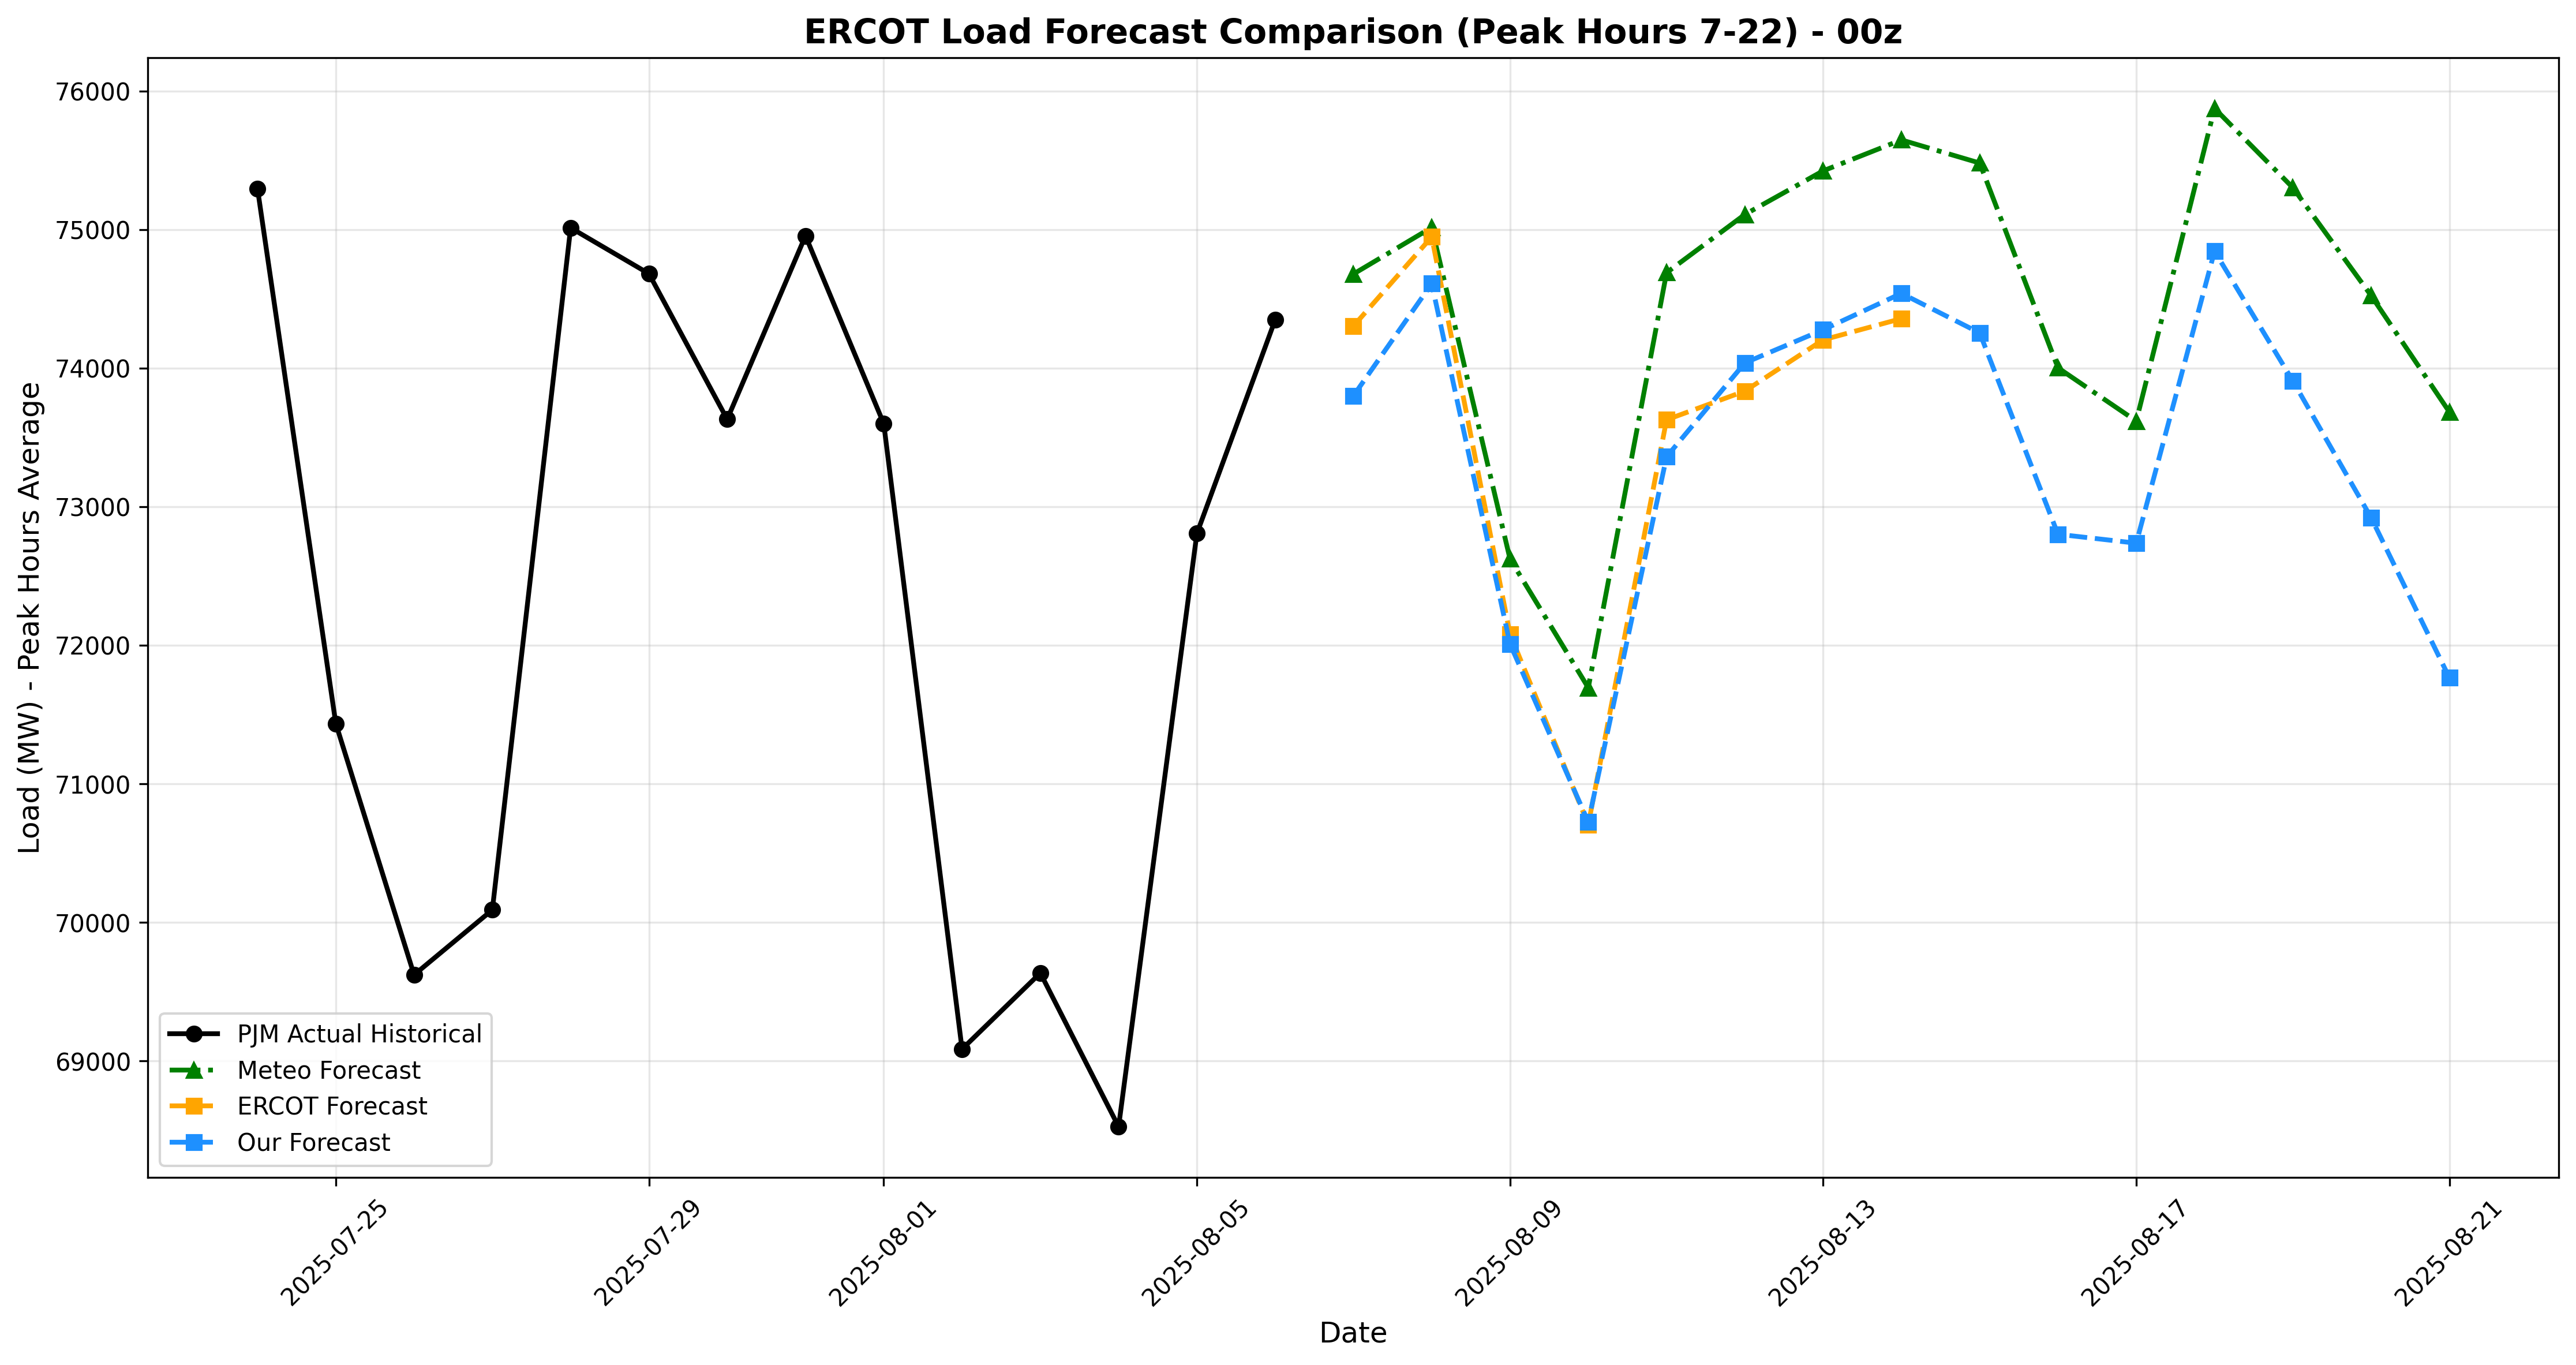 ERCOT Load Forecast Comparison (Peak Hours 7-22) - 00z
Load (MW) - Peak Hours Average
76000
75000
74000
73000
72000
71000
70000
69000
PJM Actual Historical
Meteo Forecast
ERCOT Forecast
Our Forecast
2025-07-25
2025-07-29
2025-08-01
2025-08-05
2025-08-09
2025-08-13
2025-08-17
2025-08-21
Date